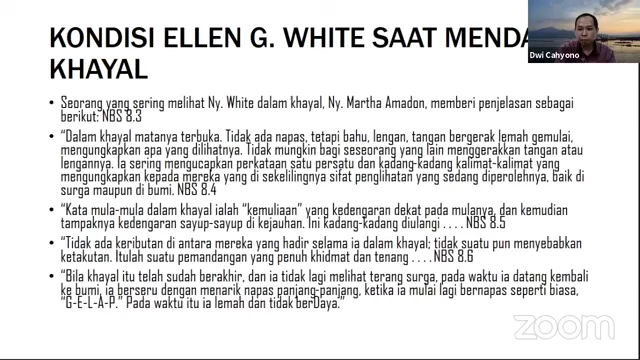 KONDISI ELLEN G. WHITE SAAT MENDA
KHAYAL
Dwi Cahyono
• Seorang yang sering melihat Ny. White dalam khayal, Ny. Martha Amadon, memberi penjelasan sebagai
berikut: NBS 8.3
• "Dalam khayal matanya terbuka. Tidak ada napas, tetapi bahu, lengan, tangan bergerak lemah gemulai,
mengungkapkan apa yang dilihatnya. Tidak mungkin bagi seseorang yang lain menggerakkan tangan atau
lengannya. Ia sering mengucapkan perkataan satu persatu dan kadang-kadang kalimat-kalimat yang
mengungkapkan kepada mereka yang di sekelilingnya sifat penglihatan yang sedang diperolehnya, baik di
surga maupun di bumi. NBS 8.4
• "Kata mula-mula dalam khayal ialah "kemuliaan" yang kedengaran dekat pada mulanya, dan kemudian
tampaknya kedengaran sayup-sayup di kejauhan. Ini kadang-kadang diulangi . . . . NBS 8.5
• "Tidak ada keributan di antara mereka yang hadir selama ia dalam khayal; tidak suatu pun menyebabkan
ketakutan. Itulah suatu pemandangan yang penuh khidmat dan tenang . . . . NBS 8.6
• "Bila khayal itu telah sudah berakhir, dan ia tidak lagi melihat terang surga, pada waktu ia datang kembali
ke bumi, ia berseru dengan menarik napas panjang-panjang, ketika ia mulai lagi bernapas seperti biasa,
"G-E-L-A-P." Pada waktu itu ia lemah dan tidak berDaya."
zoom